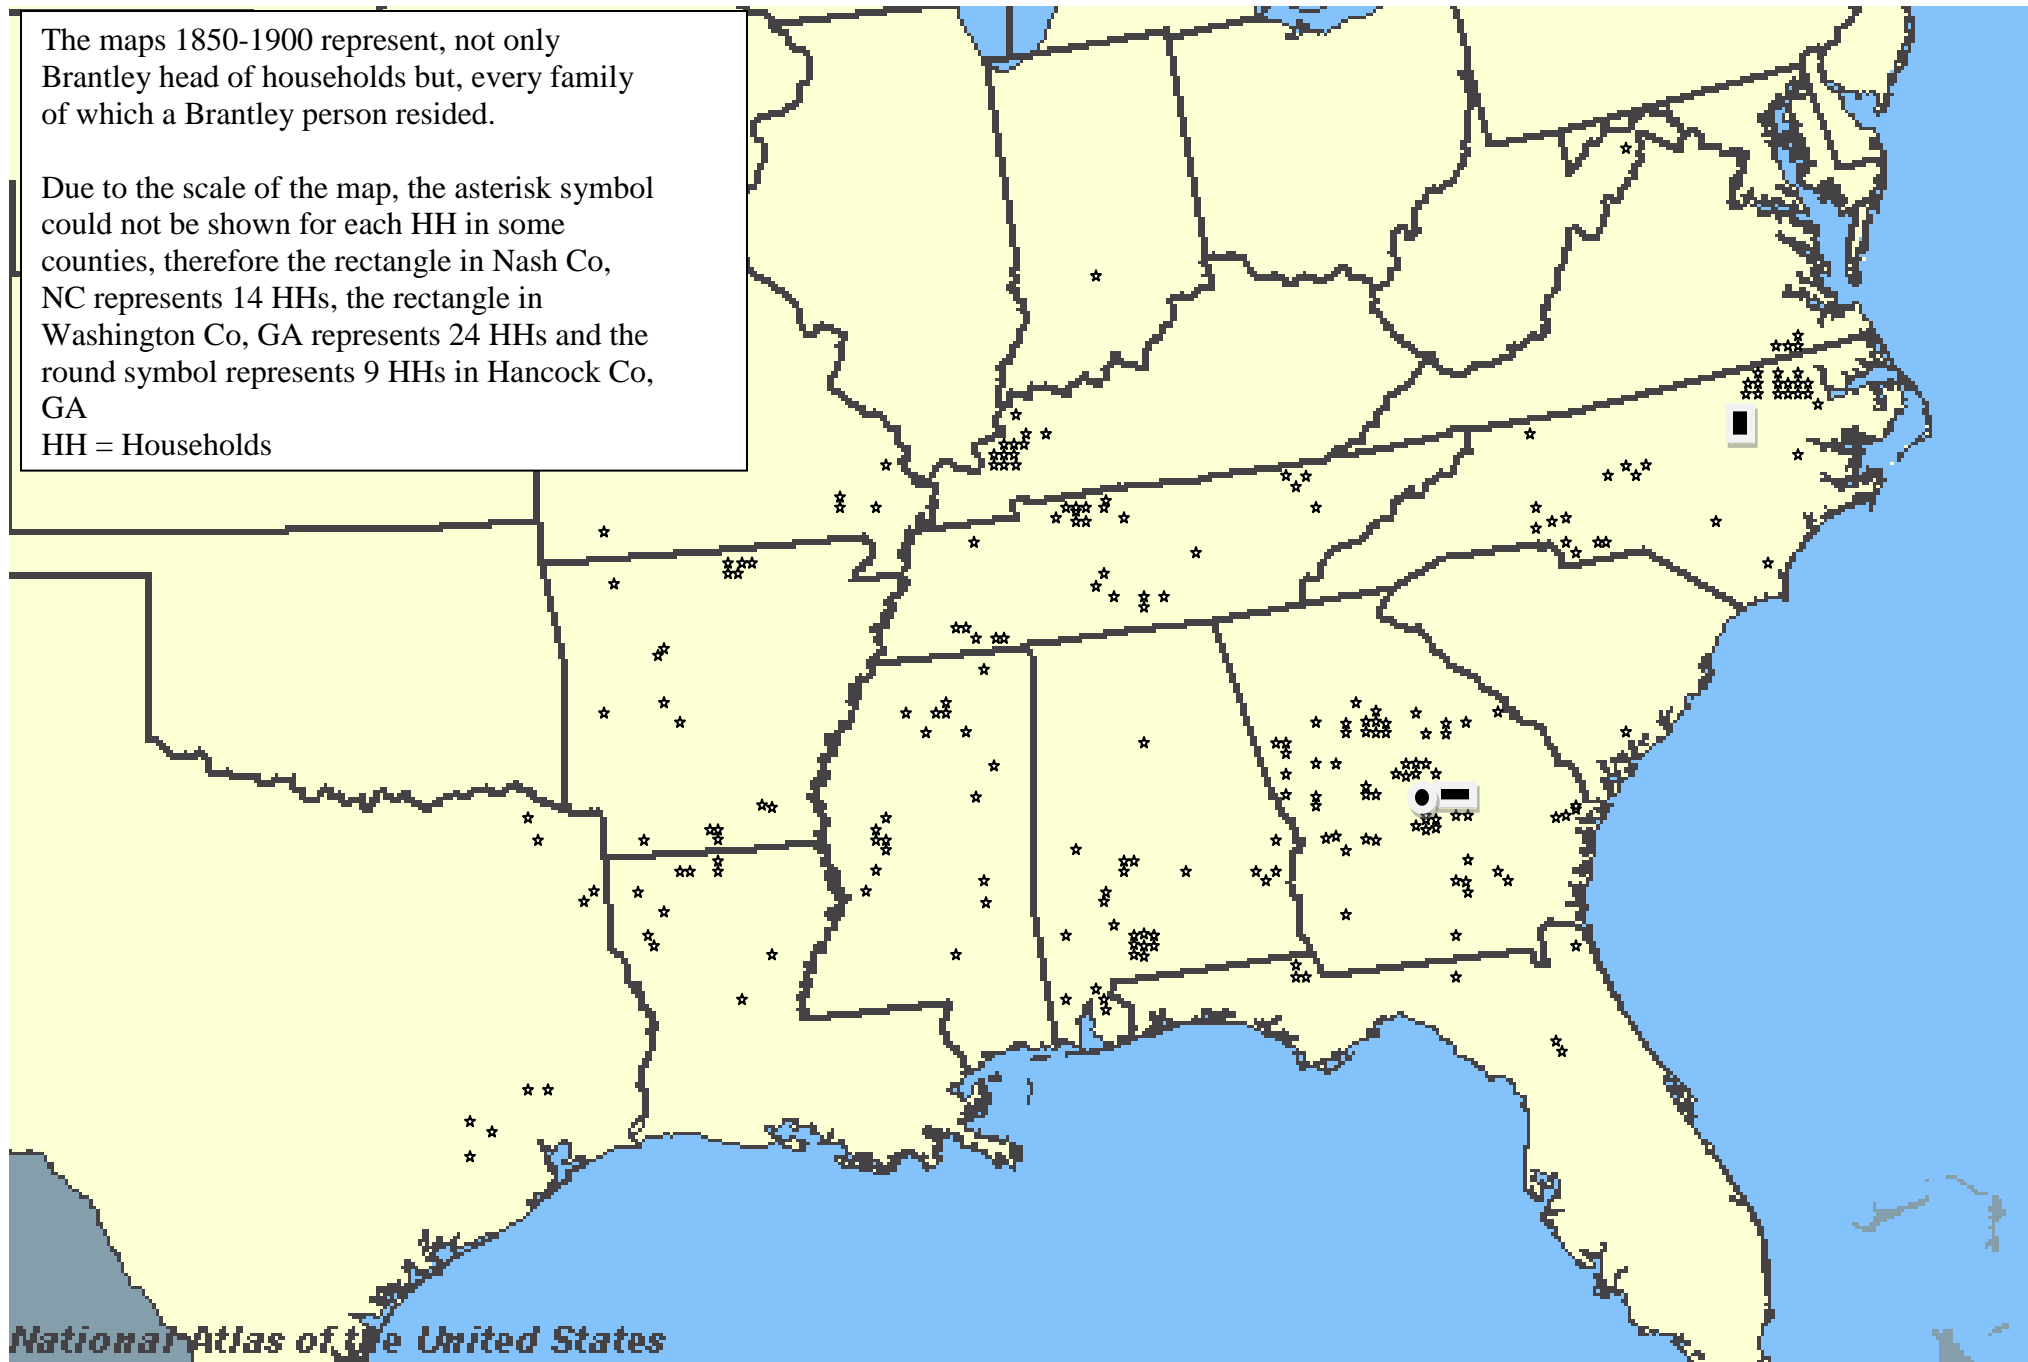 The maps 1850-1900 represent, not only
Brantley head of households but, every family
of which a Brantley person resided.
Due to the scale of the map, the asterisk symbol
could not be shown for each HH in some
counties, therefore the rectangle in Nash Co,
NC represents 14 HHs, the rectangle in
Washington Co, GA represents 24 HHs and the
round symbol represents 9 HHs in Hancock Co,
GA
HH = Households
National Atlas of the United States